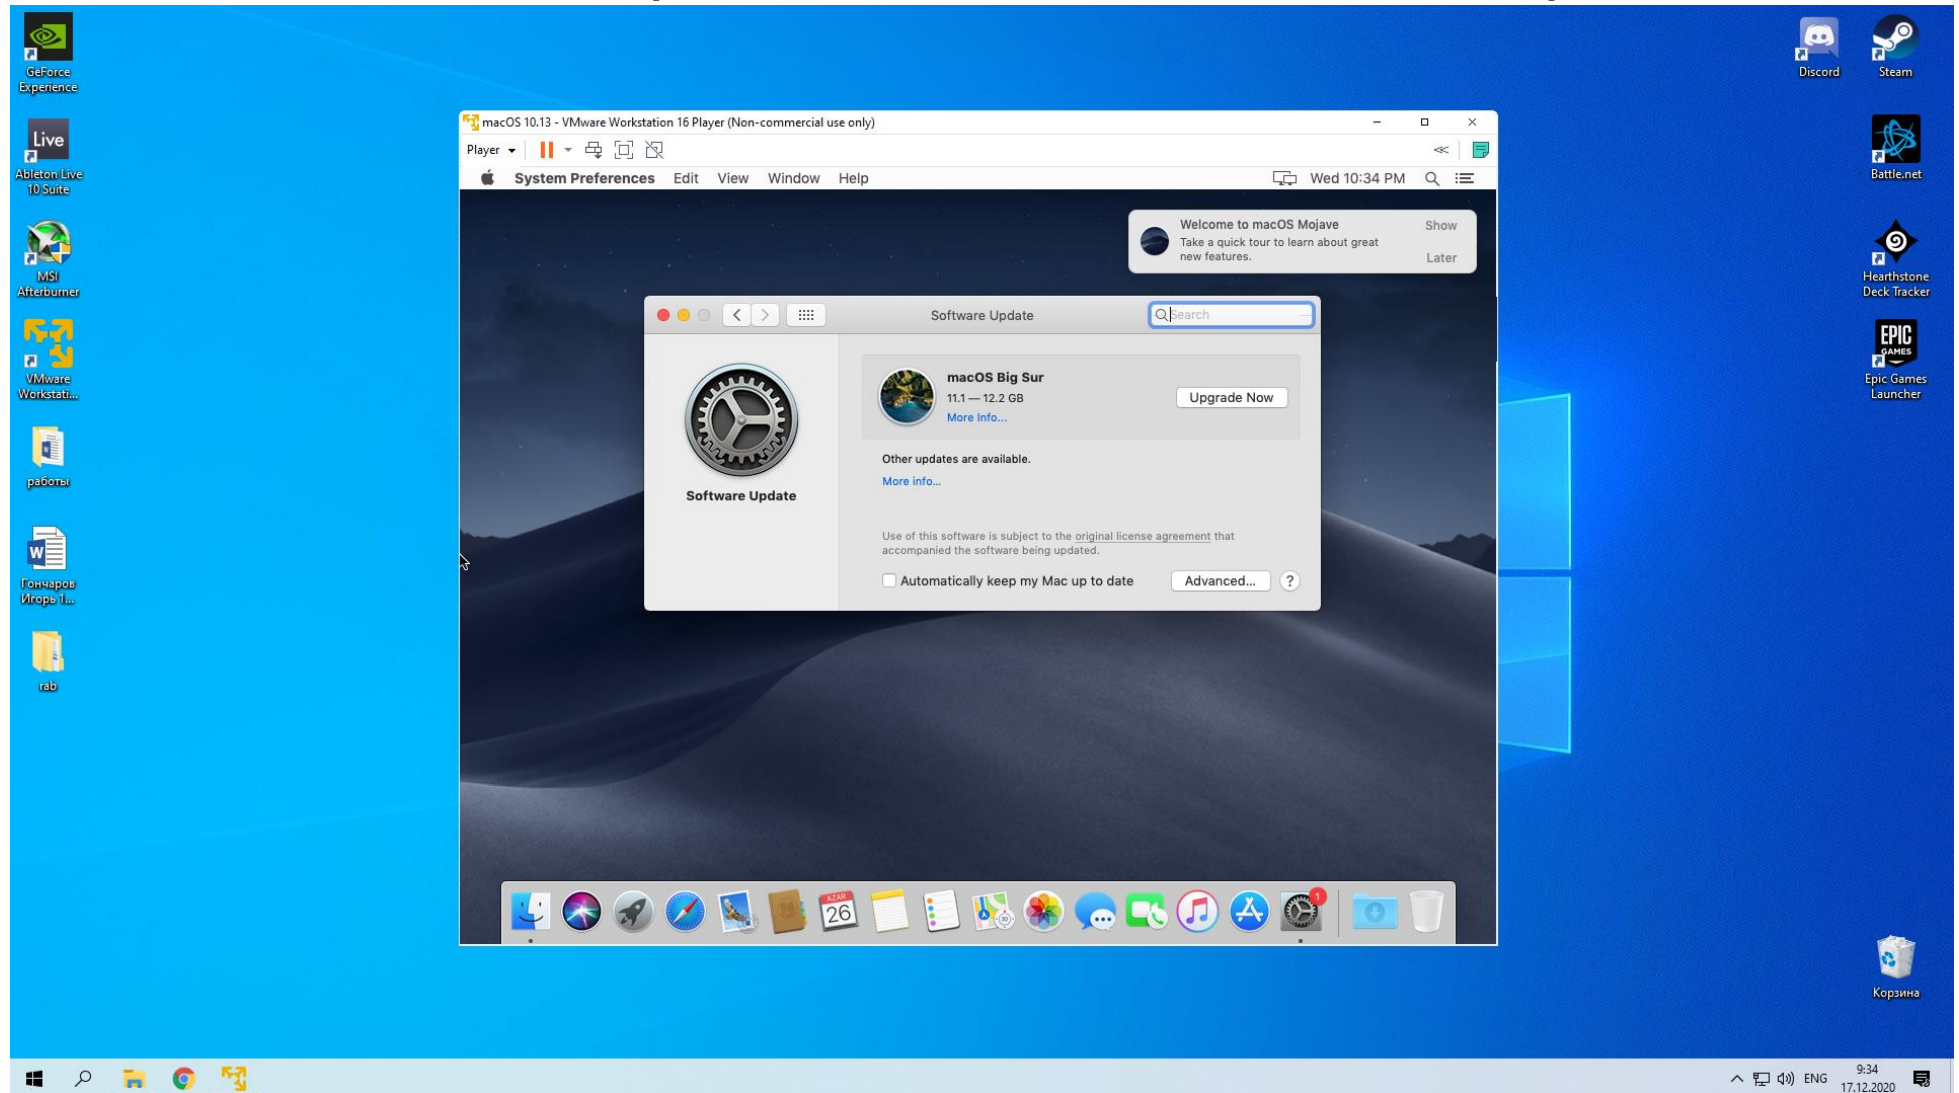 GeForce
Experience
Live
Ableton Live
10 Suite
MSI
Afterburner
VMware
Workstati...
работы
W
Гончаров
Игорь 1...
rab
macOS 10.13 - VMware Workstation 16 Player (Non-commercial use only)
Player
System Preferences Edit View Window Help
Wed 10:34 PM
Welcome to macOS Mojave
Take a quick tour to learn about great
new features.
Show
Later
Software Update
Search
Software Update
macOS Big Sur
11.1 — 12.2 GB
More Info...
Upgrade Now
Other updates are available.
More info...
Use of this software is subject to the original license agreement that
accompanied the software being updated.
Automatically keep my Mac up to date
Advanced...
?
AZAR
26
3D
1
Discord
Steam
Battle.net
Hearthstone
Deck Tracker
EPIC
GAMES
Epic Games
Launcher
Корзина
ENG
9:34
17.12.2020